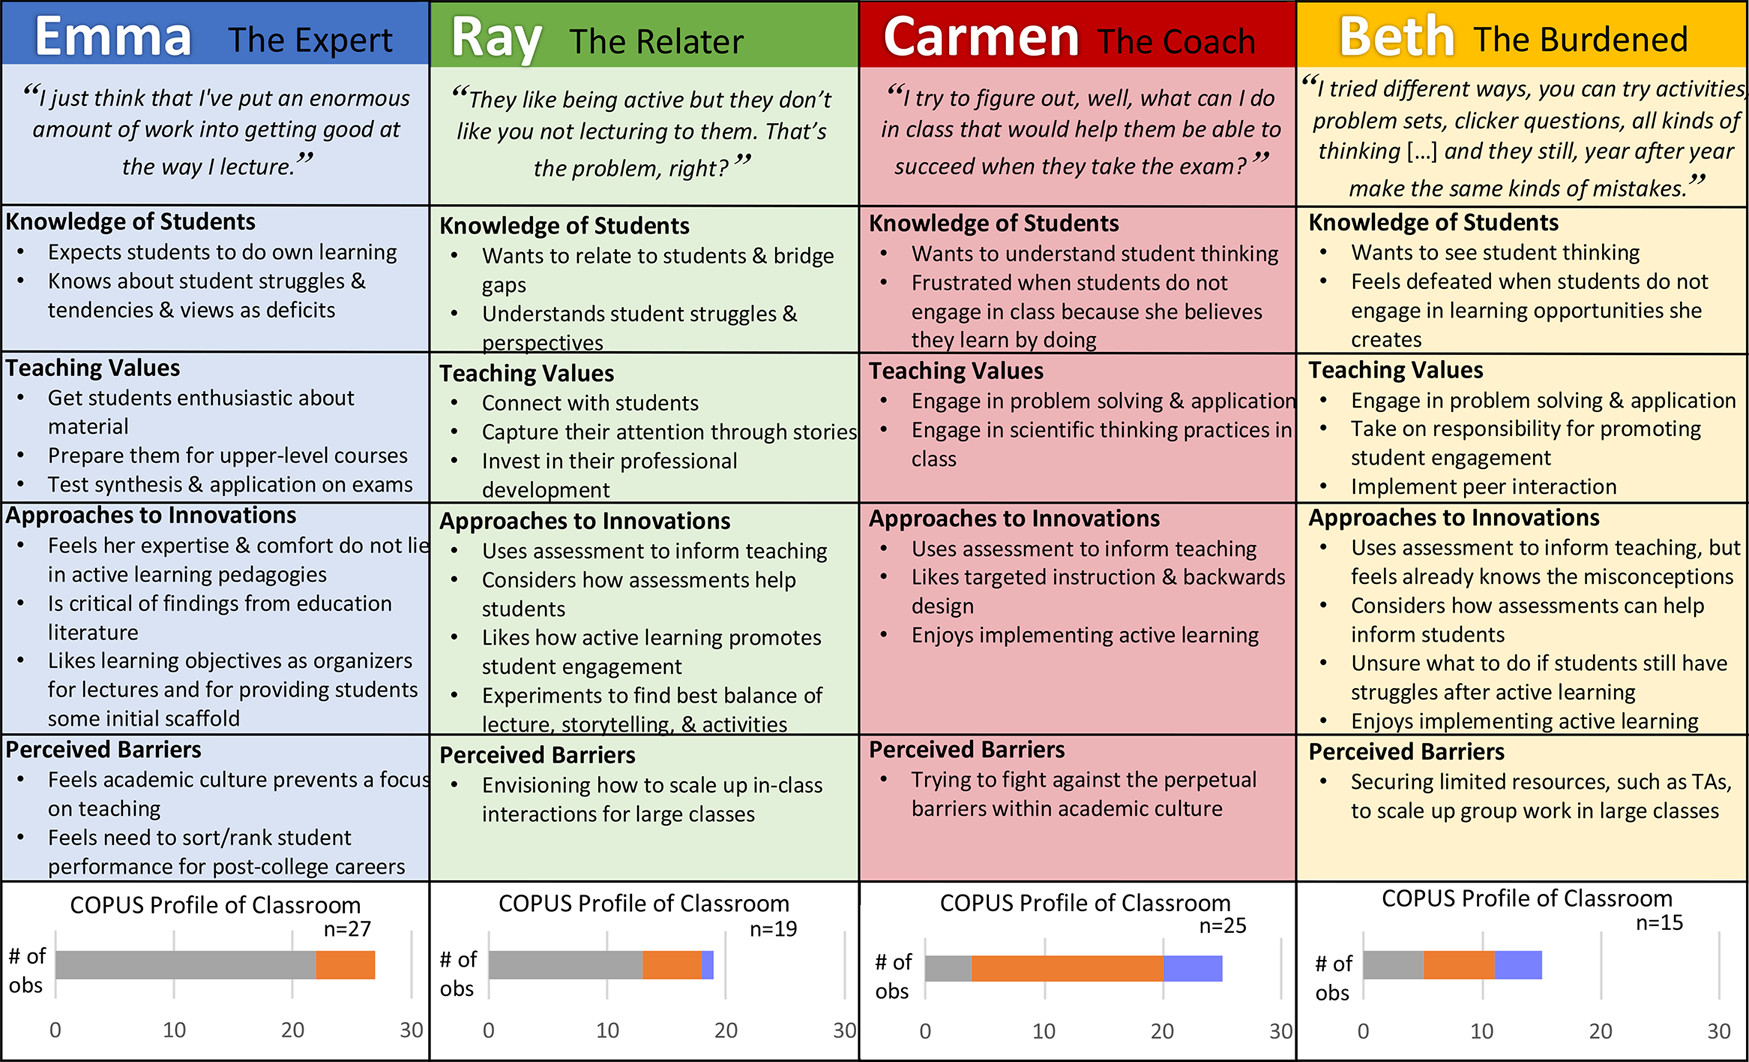 Emma The Expert
“I just think that I've put an enormous
amount of work into getting good at
the way I lecture.”
Knowledge of Students
• Expects students to do own learning
• Knows about student struggles &
tendencies & views as deficits
Teaching Values
• Get students enthusiastic about
material
• Prepare them for upper-level courses
• Test synthesis & application on exams
Approaches to Innovations
• Feels her expertise & comfort do not lie
in active learning pedagogies
• Is critical of findings from education
literature
• Likes learning objectives as organizers
for lectures and for providing students
some initial scaffold
Perceived Barriers
• Feels academic culture prevents a focus
on teaching
• Feels need to sort/rank student
performance for post-college careers
COPUS Profile of Classroom
n=27
# of
obs
0 10 20 30
Ray The Relater
“They like being active but they don’t
like you not lecturing to them. That’s
the problem, right?”
Knowledge of Students
• Wants to relate to students & bridge
gaps
• Understands student struggles &
perspectives
Teaching Values
• Connect with students
• Capture their attention through stories
• Invest in their professional
development
Approaches to Innovations
• Uses assessment to inform teaching
• Considers how assessments help
students
• Likes how active learning promotes
student engagement
• Experiments to find best balance of
lecture, storytelling, & activities
Perceived Barriers
• Envisioning how to scale up in-class
interactions for large classes
COPUS Profile of Classroom
n=19
# of
obs
0 10 20 30
Carmen The Coach
“I try to figure out, well, what can I do
in class that would help them be able to
succeed when they take the exam?”
Knowledge of Students
• Wants to understand student thinking
• Frustrated when students do not
engage in class because she believes
they learn by doing
Teaching Values
• Engage in problem solving & application
• Engage in scientific thinking practices in
class
Approaches to Innovations
• Uses assessment to inform teaching
• Likes targeted instruction & backwards
design
• Enjoys implementing active learning
Perceived Barriers
• Trying to fight against the perpetual
barriers within academic culture
COPUS Profile of Classroom
n=25
# of
obs
0 10 20 30
Beth The Burdened
“I tried different ways, you can try activities,
problem sets, clicker questions, all kinds of
thinking […] and they still, year after year
make the same kinds of mistakes.”
Knowledge of Students
• Wants to see student thinking
• Feels defeated when students do not
engage in learning opportunities she
creates
Teaching Values
• Engage in problem solving & application
• Take on responsibility for promoting
student engagement
• Implement peer interaction
Approaches to Innovations
• Uses assessment to inform teaching, but
feels already knows the misconceptions
• Considers how assessments can help
inform students
• Unsure what to do if students still have
struggles after active learning
• Enjoys implementing active learning
Perceived Barriers
• Securing limited resources, such as TAs,
to scale up group work in large classes
COPUS Profile of Classroom
n=15
# of
obs
0 10 20 30